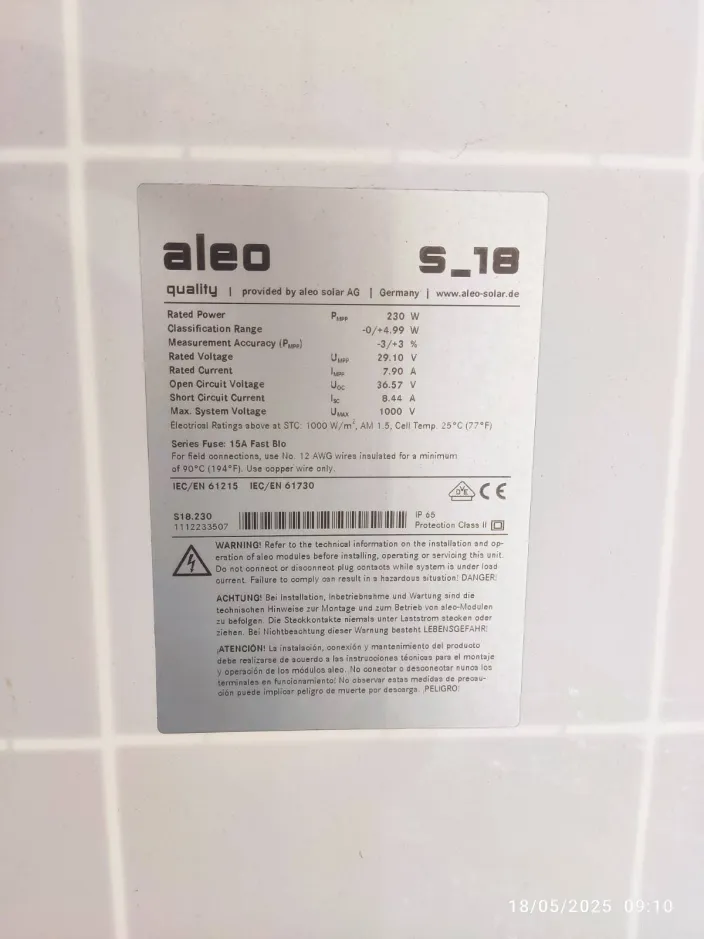 aleo S_18
quality | provided by aleo solar AG | Germany | www.aleo-solar.de
Rated Power PMPP 230 W
Classification Range -0/+4.99 W
Measurement Accuracy (PMPP) -3/+3 %
Rated Voltage UMPP 29.10 V
Rated Current IMPP 7.90 A
Open Circuit Voltage UOC 36.57 V
Short Circuit Current ISC 8.44 A
Max. System Voltage UMAX 1000 V
Electrical Ratings above at STC: 1000 W/m², AM 1.5, Cell Temp. 25°C (77°F)
Series Fuse: 15A Fast Blo
For field connections, use No. 12 AWG wires insulated for a minimum
of 90°C (194°F). Use copper wire only.
IEC/EN 61215 IEC/EN 61730 DVE CE
S18.230 IP 65
1112233507 Protection Class II
WARNING! Refer to the technical information on the installation and op-
eration of aleo modules before installing, operating or servicing this unit.
Do not connect or disconnect plug contacts while system is under load
current. Failure to comply can result in a hazardous situation! DANGER!
ACHTUNG! Bei Installation, Inbetriebnahme und Wartung sind die
technischen Hinweise zur Montage und zum Betrieb von aleo-Modulen
zu befolgen. Die Steckkontakte niemals unter Laststrom stecken oder
ziehen. Bei Nichtbeachtung dieser Warnung besteht LEBENSGEFAHR!
¡ATENCIÓN! La instalación, conexión y mantenimiento del producto
debe realizarse de acuerdo a las instrucciones técnicas para el montaje
y operación de los módulos aleo. No conectar o desconectar nunca los
terminales en funcionamiento! No observar estas medidas de precau-
ción puede implicar peligro de muerte por descarga. ¡PELIGRO!
18/05/2025 09:10